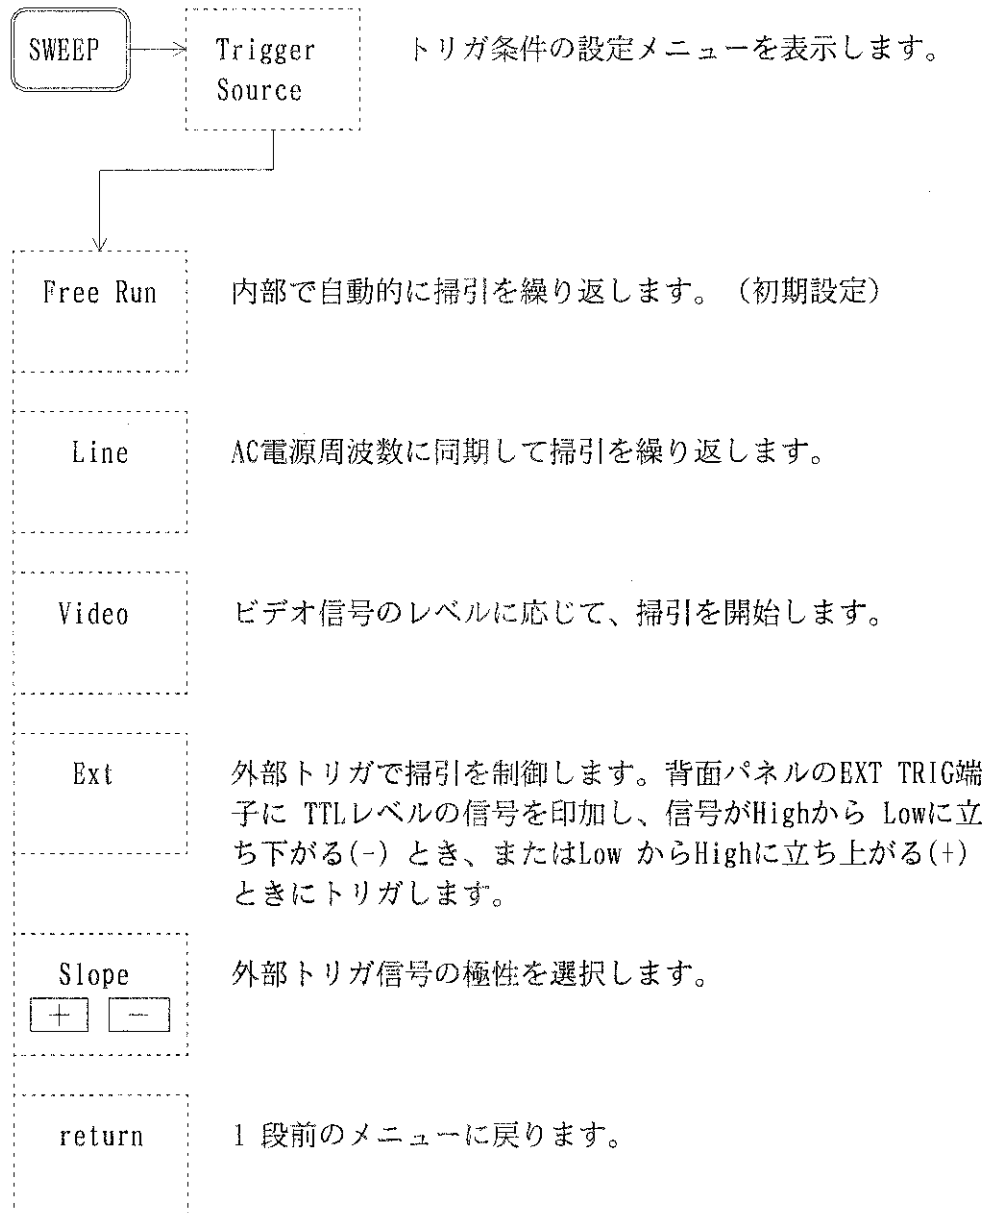 SWEEP
Trigger
Source
トリガ条件の設定メニューを表示します。
Free Run
内部で自動的に掃引を繰り返します。(初期設定)
Line
AC電源周波数に同期して掃引を繰り返します。
Video
ビデオ信号のレベルに応じて、掃引を開始します。
Ext
外部トリガで掃引を制御します。背面パネルのEXT TRIG端
子に TTLレベルの信号を印加し、信号がHighから Lowに立
ち下がる(-) とき、またはLow からHighに立ち上がる(+)
ときにトリガします。
Slope
+ -
外部トリガ信号の極性を選択します。
return
1 段前のメニューに戻ります。